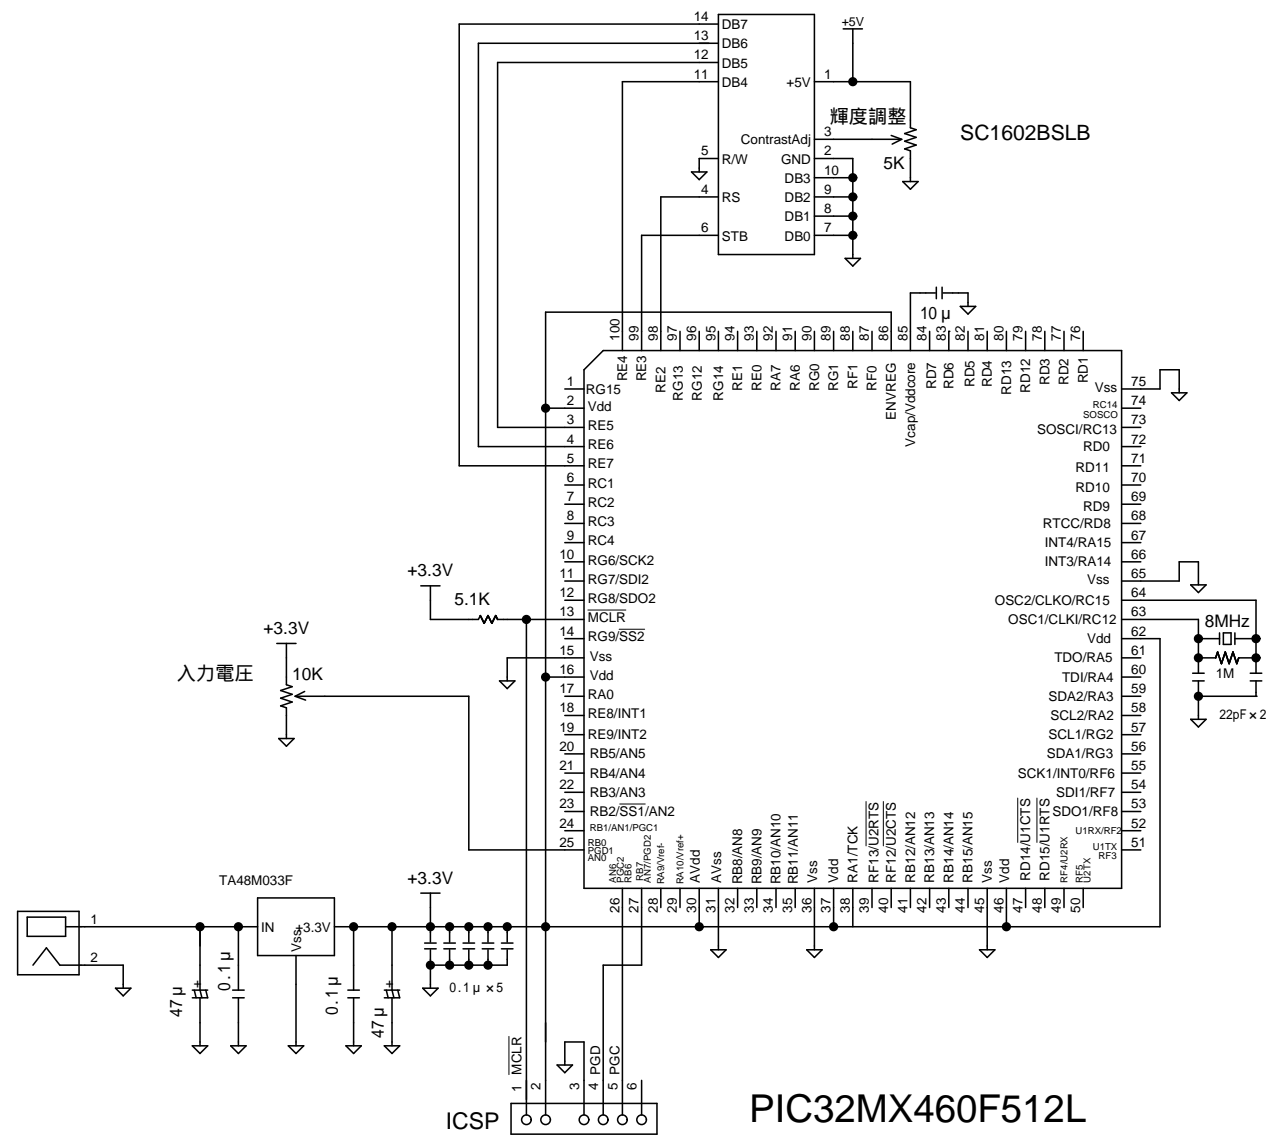 14 DB7
13 DB6
12 DB5
11 DB4
+5V
1 +5V
輝度調整
ContrastAdj 3
5K
SC1602BSLB
5 R/W
GND 2
DB3 10
4 RS
DB2 9
DB1 8
6 STB
DB0 7
10μ
100 99 98 97 96 95 94 93 92 91 90 89 88 87 86 85 84 83 82 81 80 79 78 77 76
RE4 RE3 RE2 RG13 RG12 RG14 RE1 RE0 RA7 RA6 RG0 RG1 RF1 RF0 ENVREG Vcap/Vddcore RD7 RD6 RD5 RD4 RD13 RD12 RD3 RD2 RD1
1 RG15
2 Vdd
3 RE5
4 RE6
5 RE7
6 RC1
7 RC2
8 RC3
9 RC4
10 RG6/SCK2
11 RG7/SDI2
12 RG8/SDO2
13 MCLR
14 RG9/SS2
15 Vss
16 Vdd
17 RA0
18 RE8/INT1
19 RE9/INT2
20 RB5/AN5
21 RB4/AN4
22 RB3/AN3
23 RB2/SS1/AN2
24 RB1/AN1/PGC1
25 RB0 PGD1 AN0
Vss 75
RC14 SOSCO 74
SOSCI/RC13 73
RD0 72
RD11 71
RD10 70
RD9 69
RTCC/RD8 68
INT4/RA15 67
INT3/RA14 66
Vss 65
OSC2/CLKO/RC15 64
OSC1/CLKI/RC12 63
Vdd 62
TDO/RA5 61
TDI/RA4 60
SDA2/RA3 59
SCL2/RA2 58
SCL1/RG2 57
SDA1/RG3 56
SCK1/INT0/RF6 55
SDI1/RF7 54
SDO1/RF8 53
U1RX/RF2 52
U1TX RF3 51
8MHz
1M
22pF×2
+3.3V
5.1K
+3.3V
入力電圧
10K
AN6 PGC2 RB6
RB7 AN7/PGD2
RA9/Vref-
RA10/Vref+
AVdd
AVss
RB8/AN8
RB9/AN9
RB10/AN10
RB11/AN11
Vss
Vdd
RA1/TCK
RF13/U2RTS
RF12/U2CTS
RB12/AN12
RB13/AN13
RB14/AN14
RB15/AN15
Vss
Vdd
RD14/U1CTS
RD15/U1RTS
RF4/U2RX
RF5 U2TX
26 27 28 29 30 31 32 33 34 35 36 37 38 39 40 41 42 43 44 45 46 47 48 49 50
TA48M033F
+3.3V
1
2
IN
Vss
+3.3V
47μ
+
0.1μ
0.1μ
47μ
+
0.1μ×5
MCLR
PGD
PGC
1 2 3 4 5 6
ICSP
PIC32MX460F512L